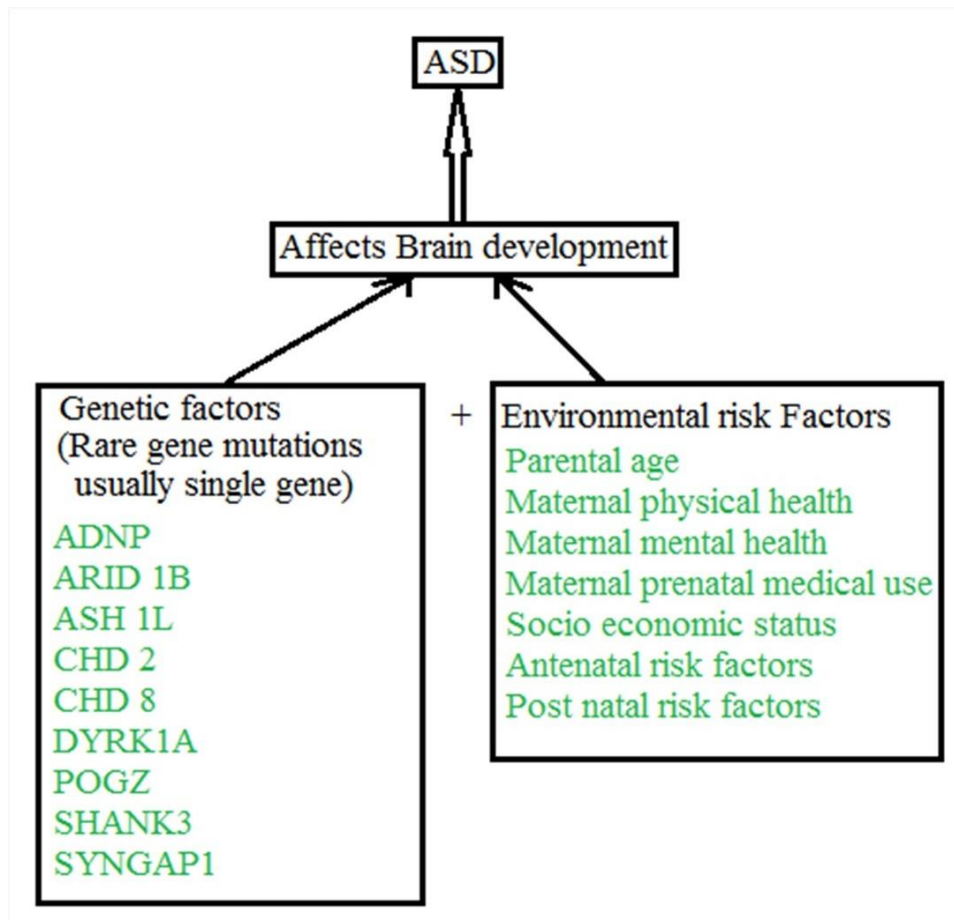 ASD
Affects Brain development
Genetic factors
(Rare gene mutations
usually single gene)
ADNP
ARID 1B
ASH 1L
CHD 2
CHD 8
DYRK1A
POGZ
SHANK3
SYNGAP1
+
Environmental risk Factors
Parental age
Maternal physical health
Maternal mental health
Maternal prenatal medical use
Socio economic status
Antenatal risk factors
Post natal risk factors